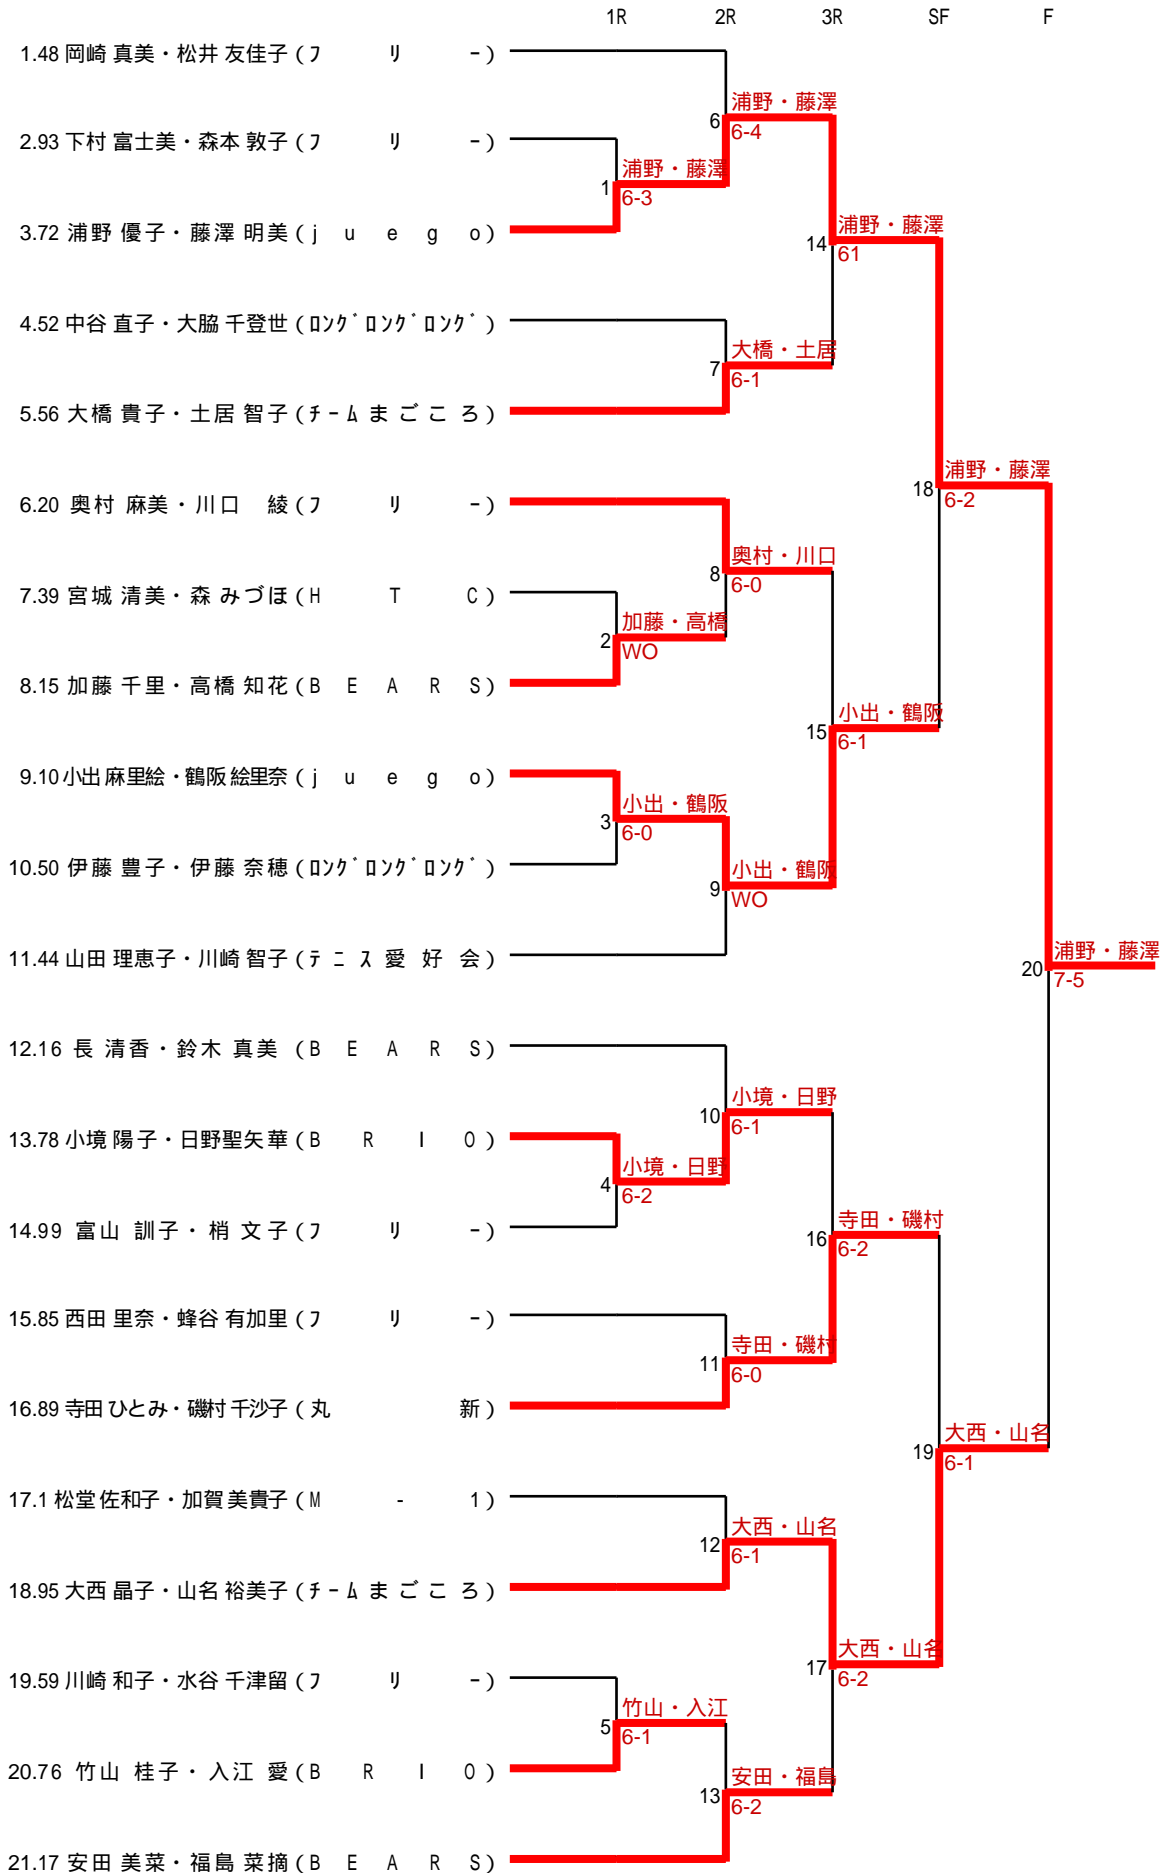 1R 2R 3R SF F
1.48 岡崎 真美・松井 友佳子 (フリー)
浦野・藤澤
6
6-4
2.93 下村 富士美・森本 敦子 (フリー)
浦野・藤澤
1
6-3
3.72 浦野 優子・藤澤 明美 (juego)
浦野・藤澤
14
61
4.52 中谷 直子・大脇 千登世 (ロングロングロング)
大橋・土居
7
6-1
5.56 大橋 貴子・土居 智子 (チームまごころ)
浦野・藤澤
18
6-2
6.20 奥村 麻美・川口 綾 (フリー)
奥村・川口
8
6-0
7.39 宮城 清美・森 みづほ (HTC)
加藤・高橋
2
WO
8.15 加藤 千里・高橋 知花 (BEARS)
小出・鶴阪
15
6-1
9.10 小出 麻里絵・鶴阪 絵里奈 (juego)
小出・鶴阪
3
6-0
10.50 伊藤 豊子・伊藤 奈穂 (ロングロングロング)
小出・鶴阪
9
WO
11.44 山田 理恵子・川崎 智子 (テニス愛好会)
浦野・藤澤
20
7-5
12.16 長 清香・鈴木 真美 (BEARS)
小境・日野
10
6-1
13.78 小境 陽子・日野聖矢華 (BRIO)
小境・日野
4
6-2
14.99 富山 訓子・梢 文子 (フリー)
寺田・磯村
16
6-2
15.85 西田 里奈・蜂谷 有加里 (フリー)
寺田・磯村
11
6-0
16.89 寺田 ひとみ・磯村 千沙子 (丸新)
大西・山名
19
6-1
17.1 松堂 佐和子・加賀 美貴子 (M-1)
大西・山名
12
6-1
18.95 大西 晶子・山名 裕美子 (チームまごころ)
大西・山名
17
6-2
19.59 川崎 和子・水谷 千津留 (フリー)
竹山・入江
5
6-1
20.76 竹山 桂子・入江 愛 (BRIO)
安田・福島
13
6-2
21.17 安田 美菜・福島 菜摘 (BEARS)